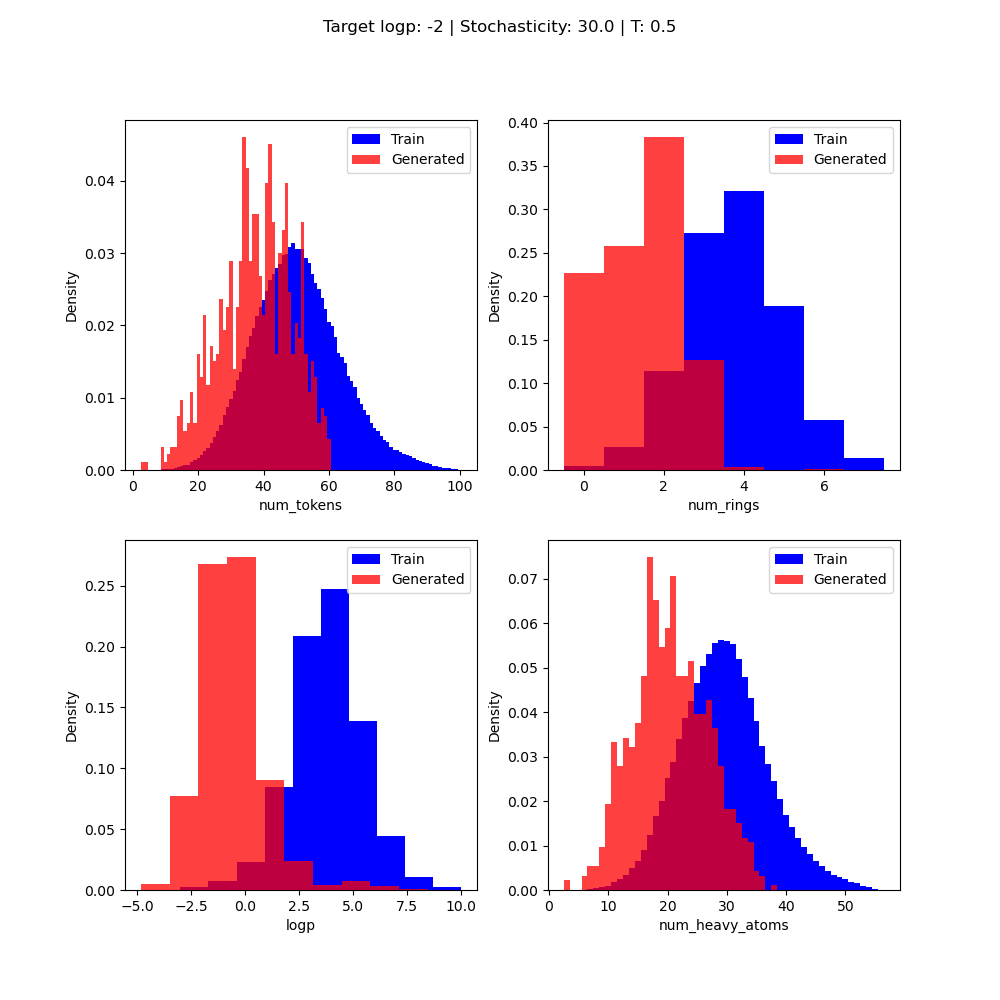 Target logp: -2 | Stochasticity: 30.0 | T: 0.5
Train
Generated
Density
0.04
0.03
0.02
0.01
0.00
0 20 40 60 80 100
num_tokens
Train
Generated
Density
0.40
0.35
0.30
0.25
0.20
0.15
0.10
0.05
0.00
0 2 4 6
num_rings
Train
Generated
Density
0.25
0.20
0.15
0.10
0.05
0.00
−5.0 −2.5 0.0 2.5 5.0 7.5 10.0
logp
Train
Generated
Density
0.07
0.06
0.05
0.04
0.03
0.02
0.01
0.00
0 10 20 30 40 50
num_heavy_atoms